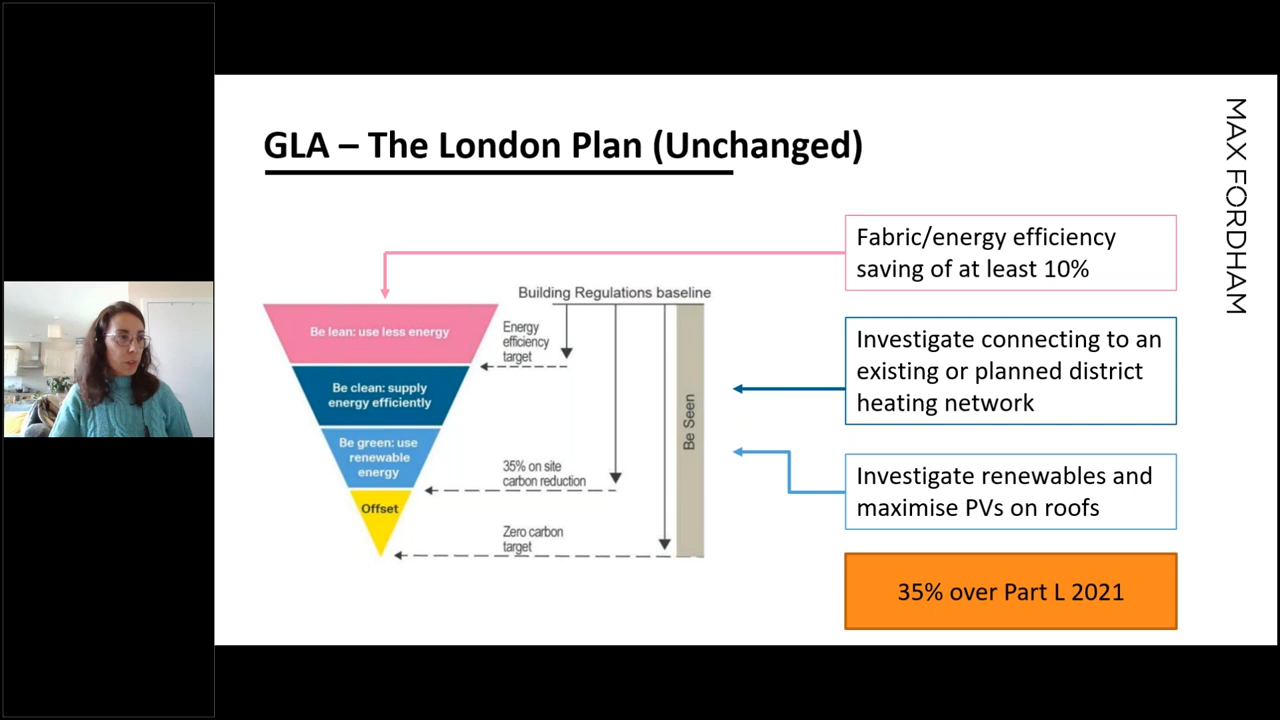 GLA – The London Plan (Unchanged)
MAX FORDHAM
Fabric/energy efficiency
saving of at least 10%
Building Regulations baseline
Be lean: use less energy
Energy
efficiency
target
Investigate connecting to an
existing or planned district
heating network
Be clean: supply
energy efficiently
Be Seen
Be green: use
renewable
energy
35% on site
carbon reduction
Investigate renewables and
maximise PVs on roofs
Offset
Zero carbon
target
35% over Part L 2021